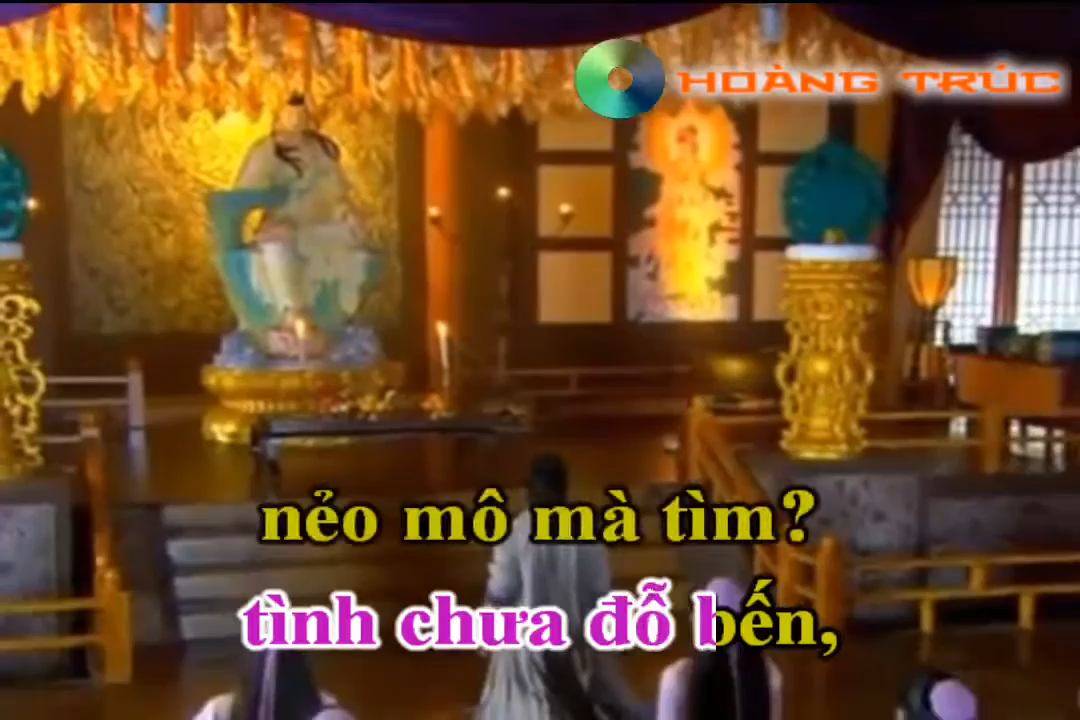 HOÀNG TRÚC
nẻo mô mà tìm?
tình chưa đỗ bến,